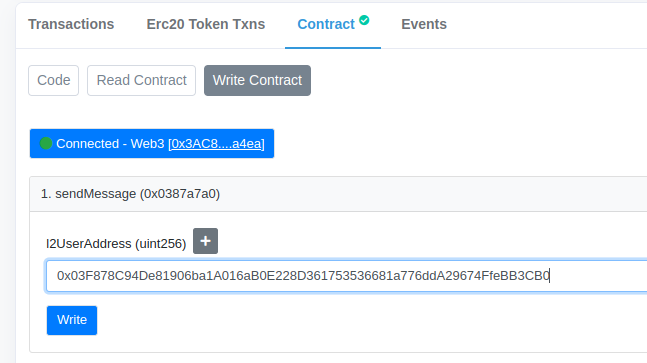 Transactions Erc20 Token Txns Contract Events
Code Read Contract Write Contract
Connected - Web3 [0x3AC8....a4ea]
1. sendMessage (0x0387a7a0)
l2UserAddress (uint256) +
0x03F878C94De81906ba1A016aB0E228D361753536681a776ddA29674FfeBB3CB0
Write